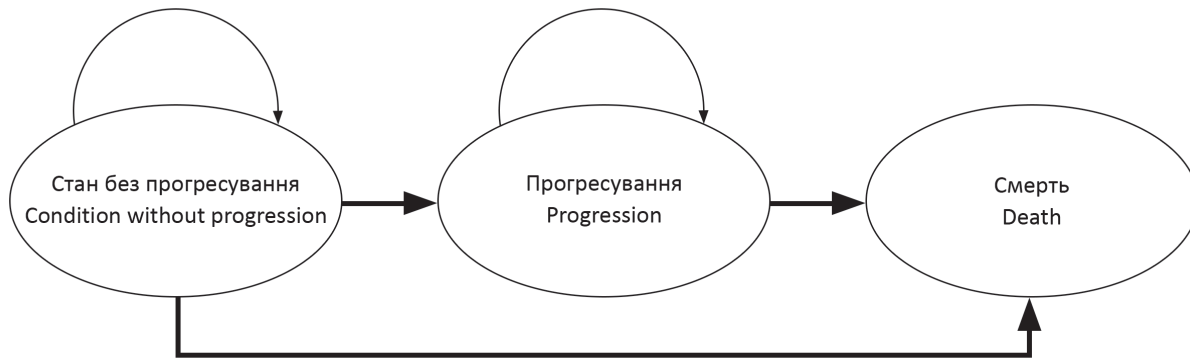 Стан без прогресування
Condition without progression
Прогресування
Progression
Смерть
Death